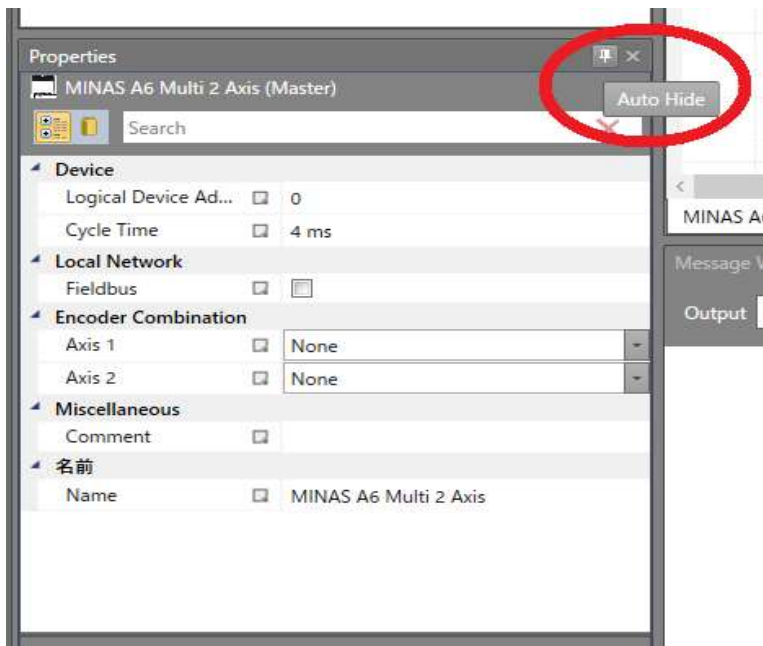 Properties
MINAS A6 Multi 2 Axis (Master)
Auto Hide
Search
Device
Logical Device Ad... 0
Cycle Time 4 ms
Local Network
Fieldbus
Encoder Combination
Axis 1 None
Axis 2 None
Miscellaneous
Comment
名前
Name MINAS A6 Multi 2 Axis
MINAS A
Message
Output